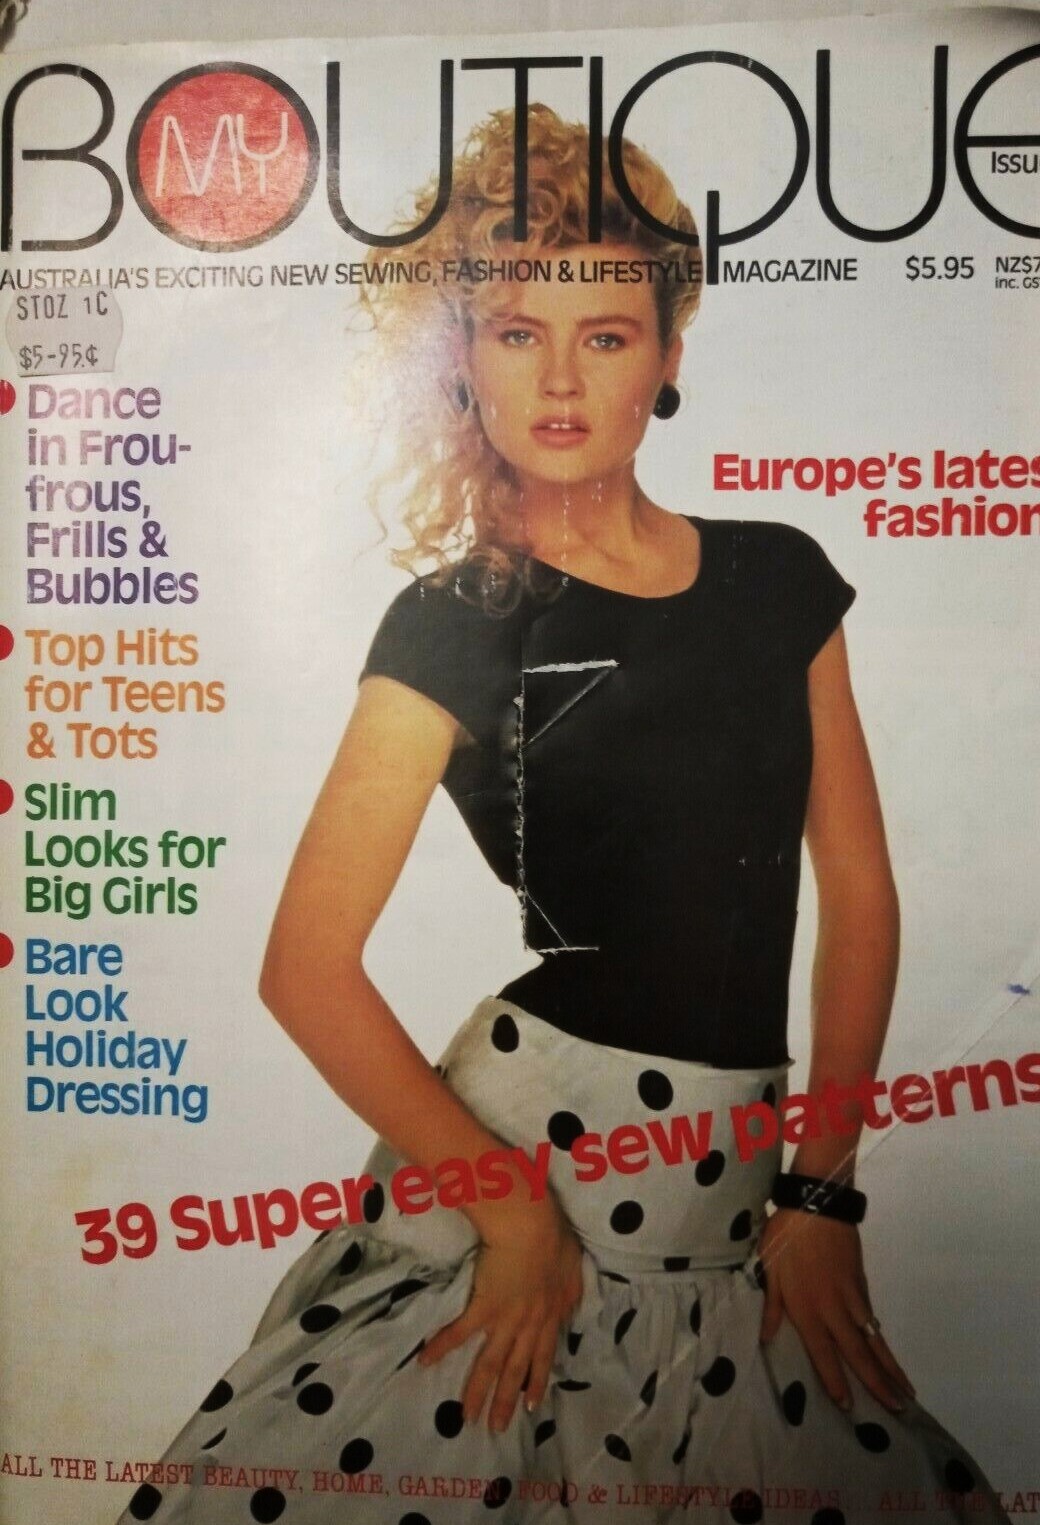 BOUTIQUE
MY
Issu
AUSTRALIA'S EXCITING NEW SEWING, FASHION & LIFESTYLE MAGAZINE $5.95 NZ$7
inc. GS
STOZ 1C
$5-95¢
Dance
in Frou-
frous,
Frills &
Bubbles
Top Hits
for Teens
& Tots
Slim
Looks for
Big Girls
Bare
Look
Holiday
Dressing
Europe's lates
fashion
39 Super easy sew patterns
ALL THE LATEST BEAUTY, HOME, GARDEN, FOOD & LIFESTYLE IDEAS... ALL THE LAT